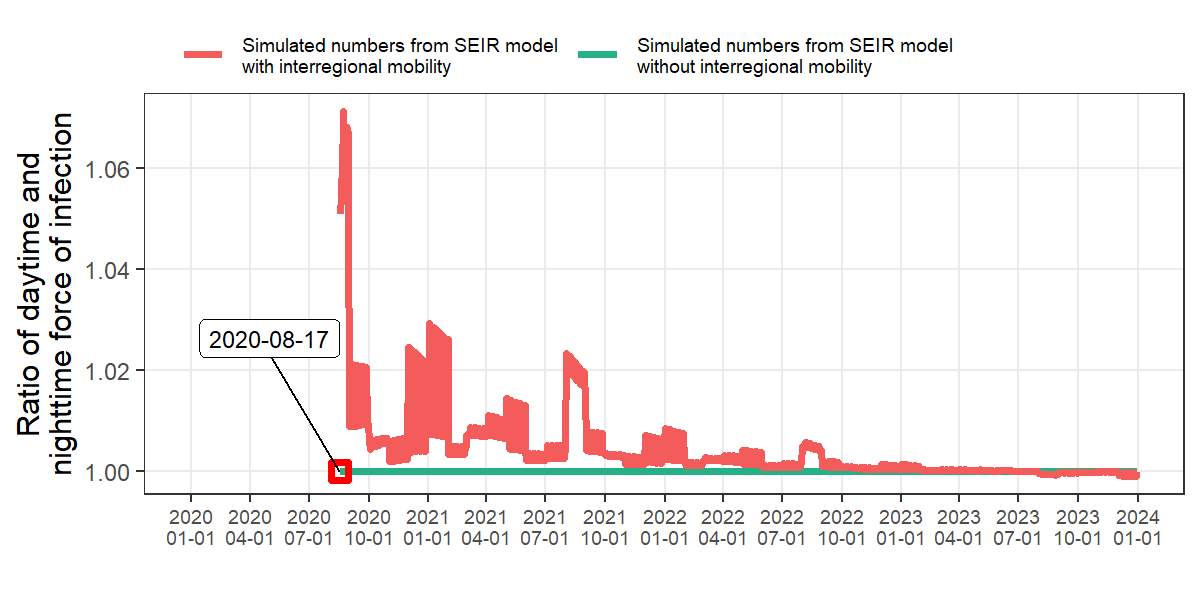 Simulated numbers from SEIR model
with interregional mobility
Simulated numbers from SEIR model
without interregional mobility
Ratio of daytime and
nighttime force of infection
1.06
1.04
1.02
1.00
2020-08-17
2020 2020 2020 2020 2021 2021 2021 2021 2022 2022 2022 2022 2023 2023 2023 2023 2024
01-01 04-01 07-01 10-01 01-01 04-01 07-01 10-01 01-01 04-01 07-01 10-01 01-01 04-01 07-01 10-01 01-01